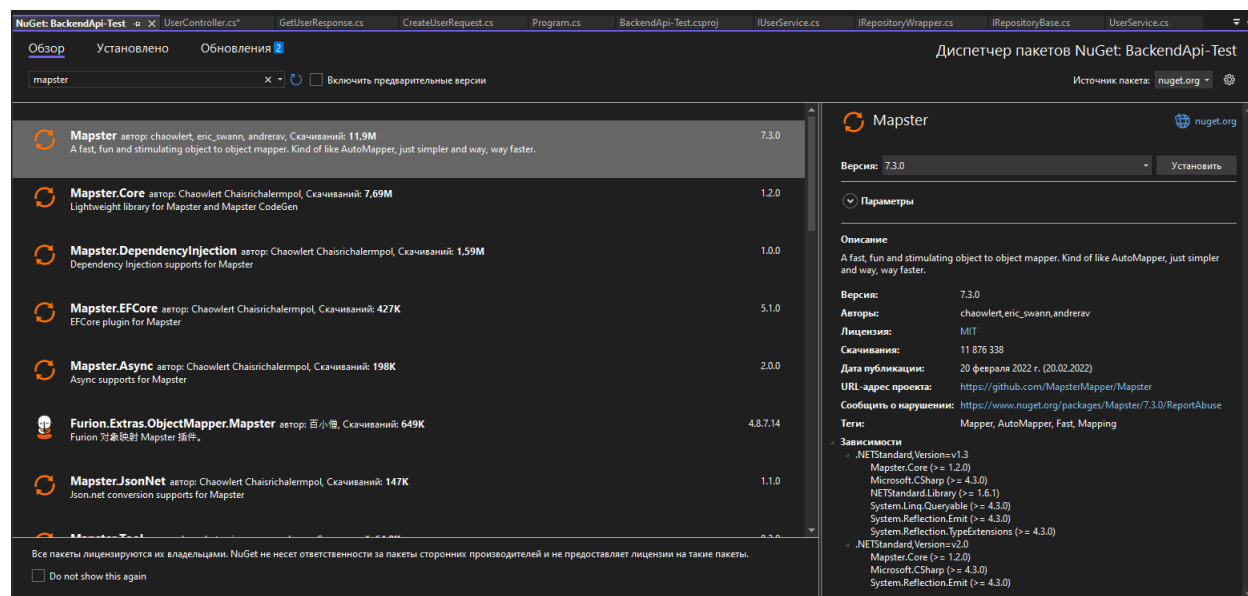 NuGet: BackendApi-Test UserController.cs* GetUserResponse.cs CreateUserRequest.cs Program.cs BackendApi-Test.csproj IUserService.cs IRepositoryWrapper.cs IRepositoryBase.cs UserService.cs
Обзор Установлено Обновления 2
Диспетчер пакетов NuGet: BackendApi-Test
mapster Включить предварительные версии
Источник пакета: nuget.org
Mapster автор: chaowlert, eric_swann, andrerav, Скачиваний: 11,9M 7.3.0
A fast, fun and stimulating object to object mapper. Kind of like AutoMapper, just simpler and way, way faster.
Mapster.Core автор: Chaowlert Chaisrichalermpol, Скачиваний: 7,69M 1.2.0
Lightweight library for Mapster and Mapster CodeGen
Mapster.DependencyInjection автор: Chaowlert Chaisrichalermpol, Скачиваний: 1,59M 1.0.0
Dependency Injection supports for Mapster
Mapster.EFCore автор: Chaowlert Chaisrichalermpol, Скачиваний: 427K 5.1.0
EFCore plugin for Mapster
Mapster.Async автор: Chaowlert Chaisrichalermpol, Скачиваний: 198K 2.0.0
Async supports for Mapster
Furion.Extras.ObjectMapper.Mapster автор: 百小僧, Скачиваний: 649K 4.8.7.14
Furion 对象映射 Mapster 插件。
Mapster.JsonNet автор: Chaowlert Chaisrichalermpol, Скачиваний: 147K 1.1.0
Json.net conversion supports for Mapster
Все пакеты лицензируются их владельцами. NuGet не несет ответственности за пакеты сторонних производителей и не предоставляет лицензии на такие пакеты.
Do not show this again
Mapster nuget.org
Версия: 7.3.0 Установить
Параметры
Описание
A fast, fun and stimulating object to object mapper. Kind of like AutoMapper, just simpler
and way, way faster.
Версия: 7.3.0
Авторы: chaowlert,eric_swann,andrerav
Лицензия: MIT
Скачивания: 11 876 338
Дата публикации: 20 февраля 2022 г. (20.02.2022)
URL-адрес проекта: https://github.com/MapsterMapper/Mapster
Сообщить о нарушении: https://www.nuget.org/packages/Mapster/7.3.0/ReportAbuse
Теги: Mapper, AutoMapper, Fast, Mapping
Зависимости
.NETStandard,Version=v1.3
Mapster.Core (>= 1.2.0)
Microsoft.CSharp (>= 4.3.0)
NETStandard.Library (>= 1.6.1)
System.Linq.Queryable (>= 4.3.0)
System.Reflection.Emit (>= 4.3.0)
System.Reflection.TypeExtensions (>= 4.3.0)
.NETStandard,Version=v2.0
Mapster.Core (>= 1.2.0)
Microsoft.CSharp (>= 4.3.0)
System.Reflection.Emit (>= 4.3.0)